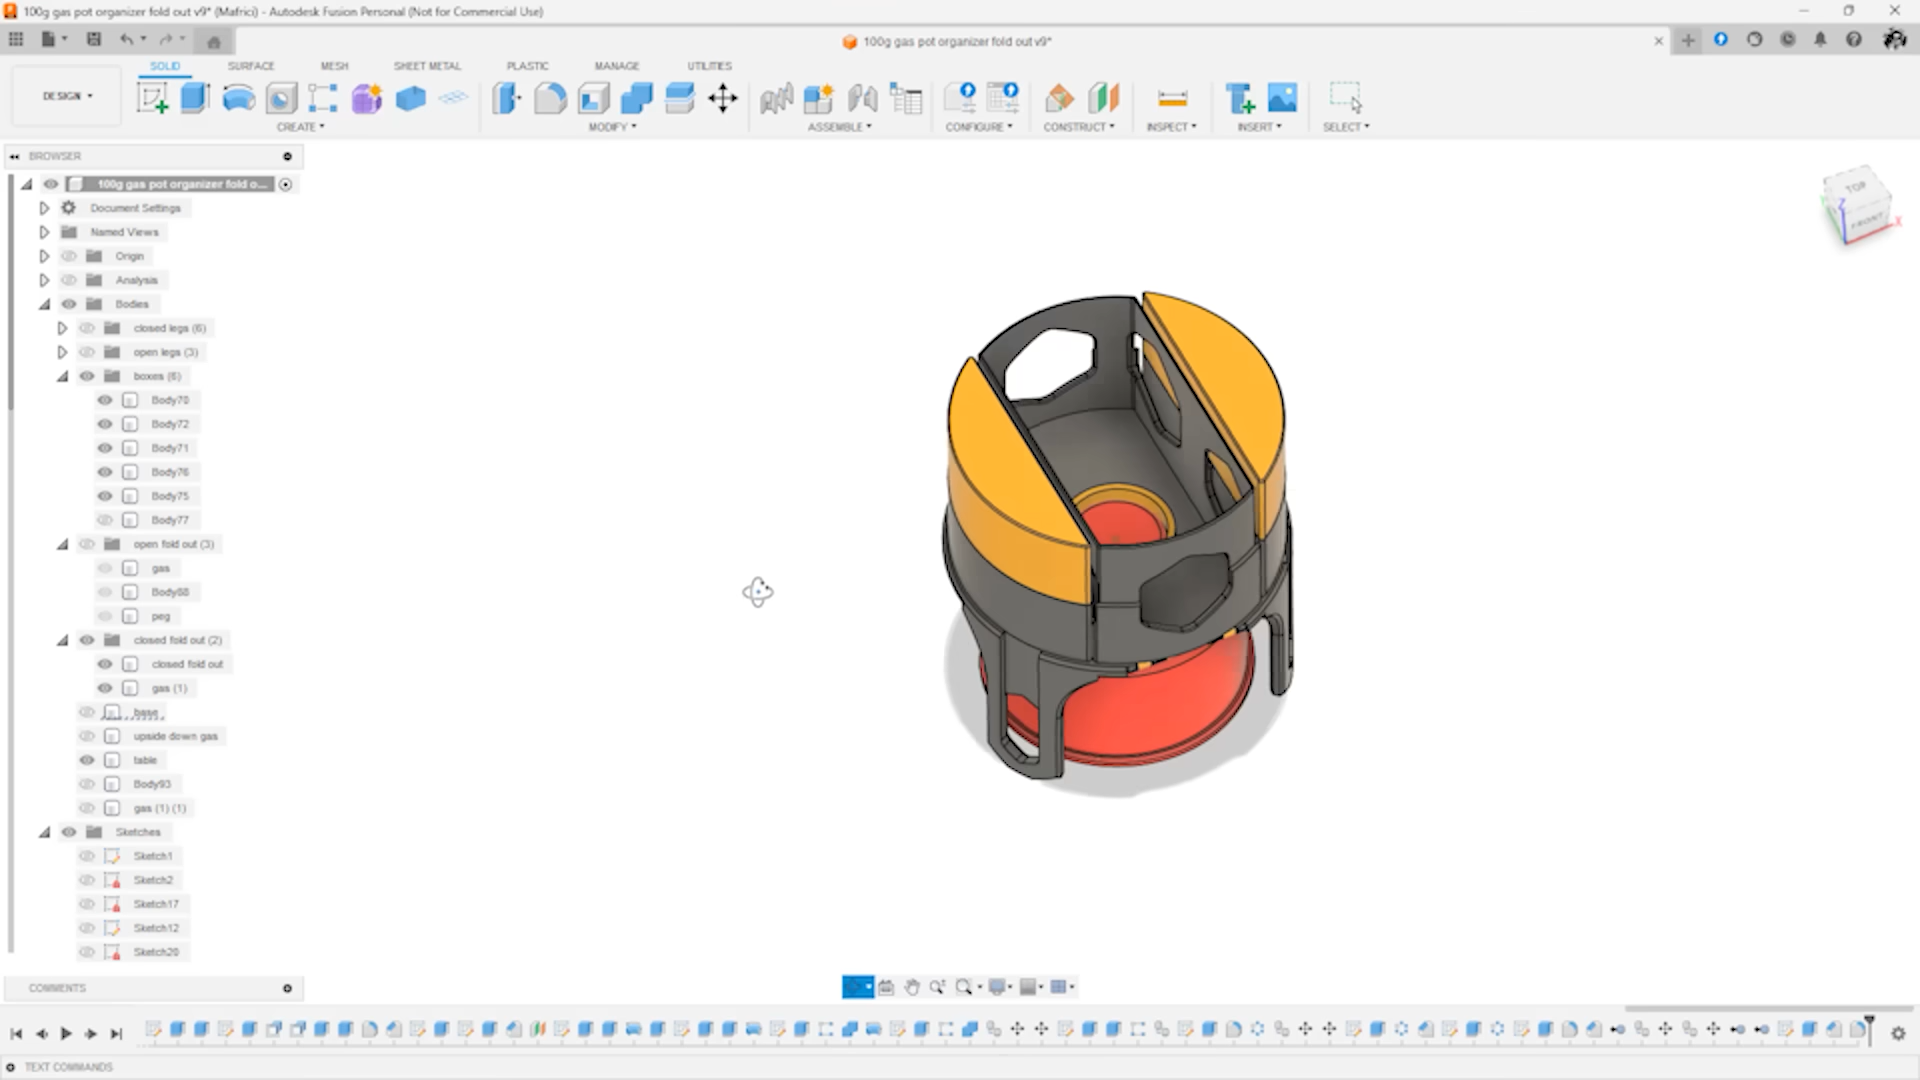 100g gas pot organizer fold out v9* (Mafrici) - Autodesk Fusion Personal (Not for Commercial Use)
100g gas pot organizer fold out v9*
SOLID SURFACE MESH SHEET METAL PLASTIC MANAGE UTILITIES
DESIGN
CREATE MODIFY ASSEMBLE CONFIGURE CONSTRUCT INSPECT INSERT SELECT
BROWSER
100g gas pot organizer fold o...
Document Settings
Named Views
Origin
Analysis
Bodies
closed legs (6)
open legs (3)
boxes (6)
Body70
Body72
Body71
Body76
Body75
Body77
open fold out (3)
gas
Body88
peg
closed fold out (2)
closed fold out
gas (1)
base
upside down gas
table
Body93
gas (1) (1)
Sketches
Sketch1
Sketch2
Sketch17
Sketch12
Sketch20
TOP
FRONT
Z
X
COMMENTS
TEXT COMMANDS